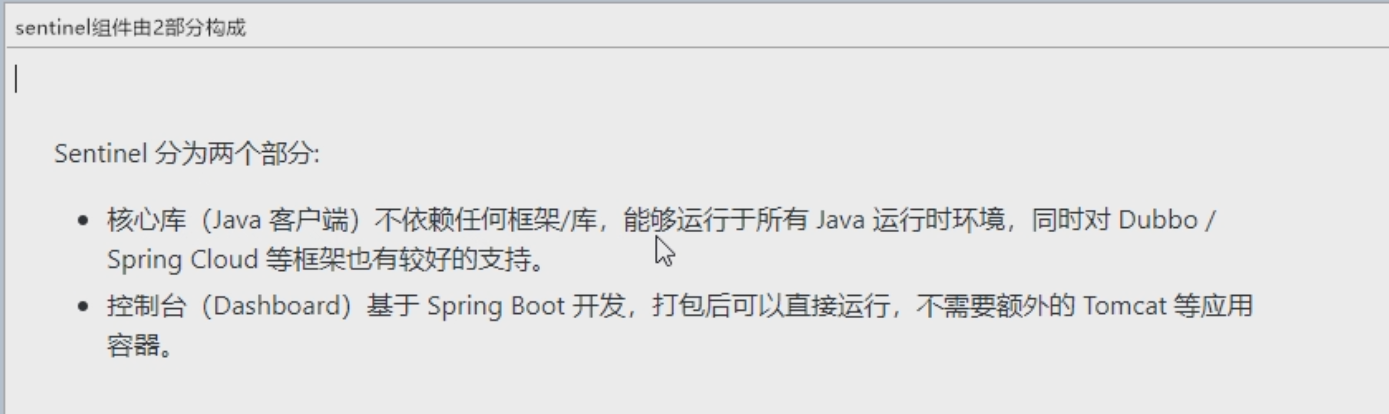 sentinel组件由2部分构成
Sentinel 分为两个部分:
核心库（Java 客户端）不依赖任何框架/库，能够运行于所有 Java 运行时环境，同时对 Dubbo /
Spring Cloud 等框架也有较好的支持。
控制台（Dashboard）基于 Spring Boot 开发，打包后可以直接运行，不需要额外的 Tomcat 等应用
容器。